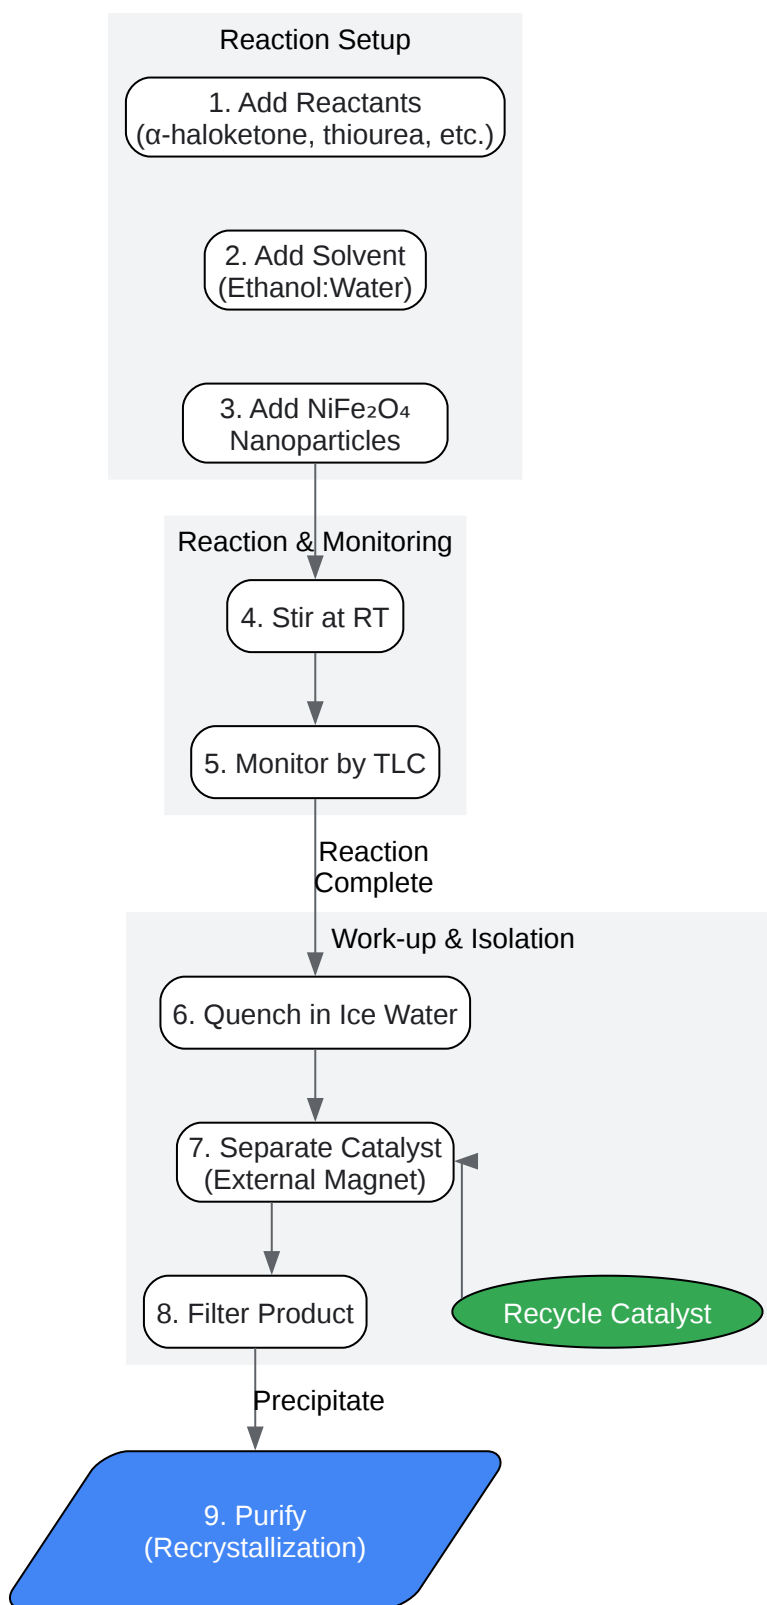 Reaction Setup
1. Add Reactants
(α-haloketone, thiourea, etc.)
2. Add Solvent
(Ethanol:Water)
3. Add NiFe₂O₄
Nanoparticles
Reaction & Monitoring
4. Stir at RT
5. Monitor by TLC
Reaction
Complete
Work-up & Isolation
6. Quench in Ice Water
7. Separate Catalyst
(External Magnet)
8. Filter Product
Recycle Catalyst
Precipitate
9. Purify
(Recrystallization)